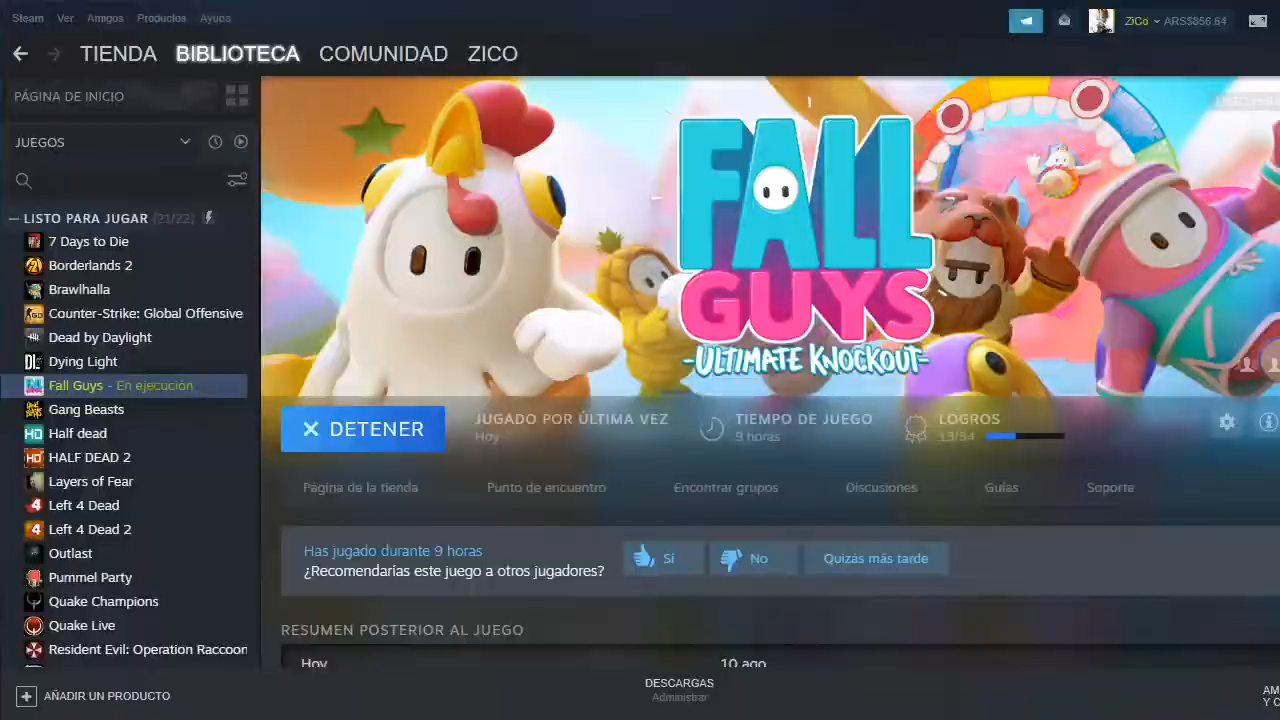 Steam Ver Amigos Productos Ayuda
ZiCo ARS$856.64
TIENDA BIBLIOTECA COMUNIDAD ZICO
PÁGINA DE INICIO
JUEGOS
LISTO PARA JUGAR (21/22)
7 Days to Die
Borderlands 2
Brawlhalla
Counter-Strike: Global Offensive
Dead by Daylight
Dying Light
Fall Guys - En ejecución
Gang Beasts
Half dead
HALF DEAD 2
Layers of Fear
Left 4 Dead
Left 4 Dead 2
Outlast
Pummel Party
Quake Champions
Quake Live
Resident Evil: Operation Raccoon
AÑADIR UN PRODUCTO
FALL
GUYS
-ULTIMATE KNOCKOUT-
DETENER
JUGADO POR ÚLTIMA VEZ
Hoy
TIEMPO DE JUEGO
9 horas
LOGROS
13/34
Página de la tienda Punto de encuentro Encontrar grupos Discusiones Guías Soporte
Has jugado durante 9 horas
¿Recomendarías este juego a otros jugadores?
Sí No Quizás más tarde
RESUMEN POSTERIOR AL JUEGO
Hoy 10 ago
DESCARGAS
Administrar
AM
Y C